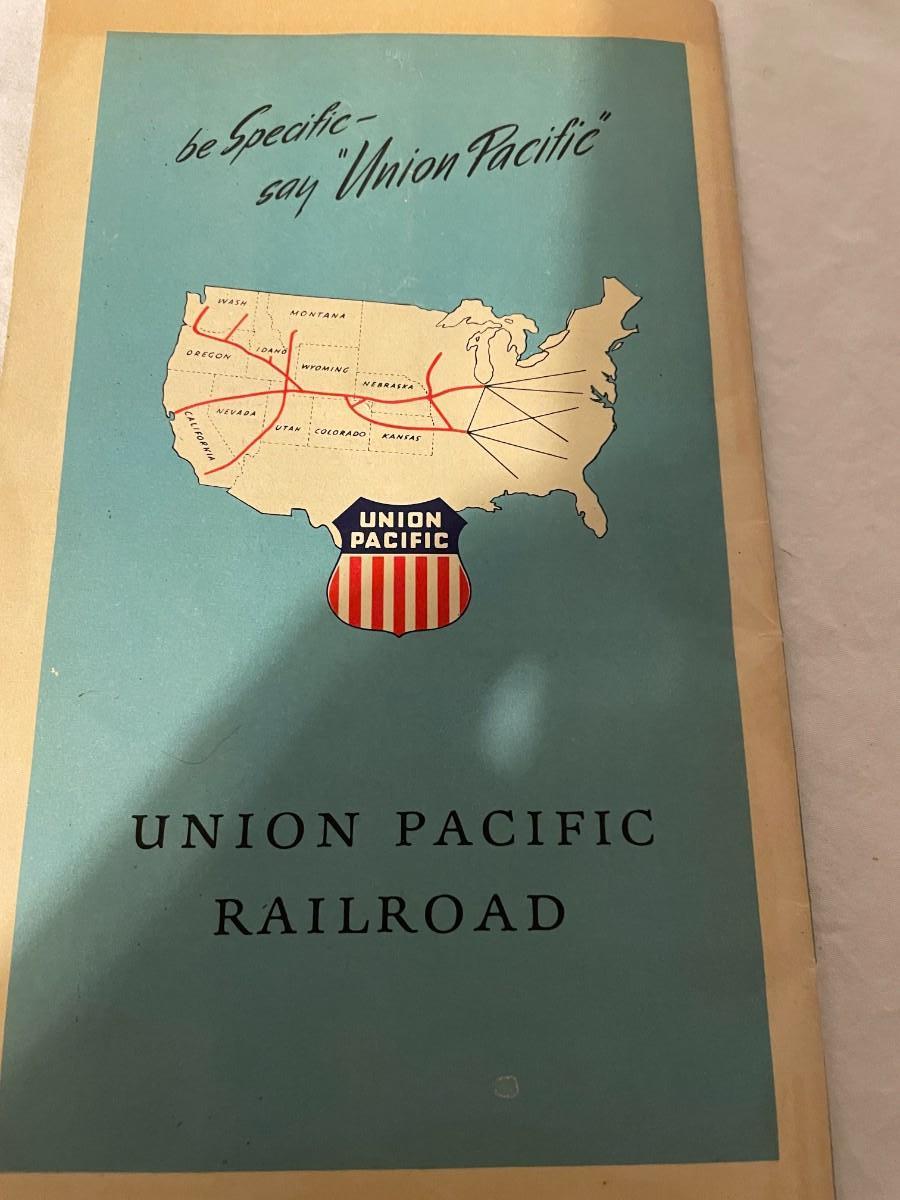 be Specific—
say "Union Pacific"
WASH
MONTANA
OREGON
IDAHO
WYOMING
NEBRASKA
NEVADA
CALIFORNIA
UTAH
COLORADO
KANSAS
UNION
PACIFIC
UNION PACIFIC
RAILROAD